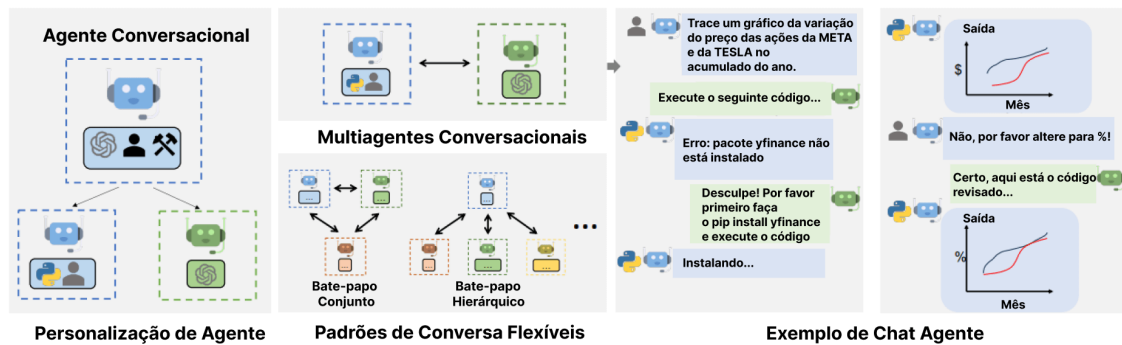 Agente Conversacional
Personalização de Agente
Multiagentes Conversacionais
...
...
...
...
...
...
...
...
Bate-papo
Conjunto
Bate-papo
Hierárquico
Padrões de Conversa Flexíveis
Trace um gráfico da variação
do preço das ações da META
e da TESLA no
acumulado do ano.
Execute o seguinte código...
Erro: pacote yfinance não
está instalado
Desculpe! Por favor
primeiro faça
o pip install yfinance
e execute o código
Instalando...
Saída
$
Mês
Não, por favor altere para %!
Certo, aqui está o código
revisado...
Saída
%
Mês
Exemplo de Chat Agente